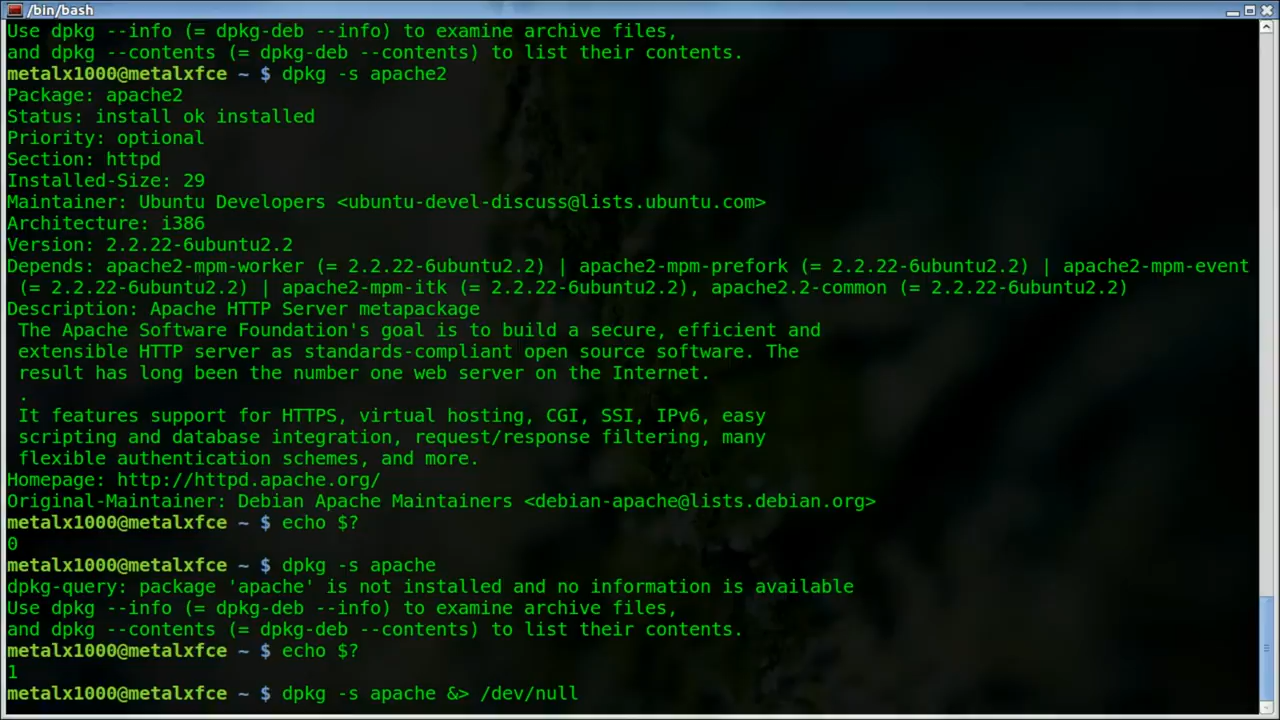 /bin/bash
Use dpkg --info (= dpkg-deb --info) to examine archive files,
and dpkg --contents (= dpkg-deb --contents) to list their contents.
metalx1000@metalxfce ~ $ dpkg -s apache2
Package: apache2
Status: install ok installed
Priority: optional
Section: httpd
Installed-Size: 29
Maintainer: Ubuntu Developers <ubuntu-devel-discuss@lists.ubuntu.com>
Architecture: i386
Version: 2.2.22-6ubuntu2.2
Depends: apache2-mpm-worker (= 2.2.22-6ubuntu2.2) | apache2-mpm-prefork (= 2.2.22-6ubuntu2.2) | apache2-mpm-event
 (= 2.2.22-6ubuntu2.2) | apache2-mpm-itk (= 2.2.22-6ubuntu2.2), apache2.2-common (= 2.2.22-6ubuntu2.2)
Description: Apache HTTP Server metapackage
 The Apache Software Foundation's goal is to build a secure, efficient and
 extensible HTTP server as standards-compliant open source software. The
 result has long been the number one web server on the Internet.
 .
 It features support for HTTPS, virtual hosting, CGI, SSI, IPv6, easy
 scripting and database integration, request/response filtering, many
 flexible authentication schemes, and more.
Homepage: http://httpd.apache.org/
Original-Maintainer: Debian Apache Maintainers <debian-apache@lists.debian.org>
metalx1000@metalxfce ~ $ echo $?
0
metalx1000@metalxfce ~ $ dpkg -s apache
dpkg-query: package 'apache' is not installed and no information is available
Use dpkg --info (= dpkg-deb --info) to examine archive files,
and dpkg --contents (= dpkg-deb --contents) to list their contents.
metalx1000@metalxfce ~ $ echo $?
1
metalx1000@metalxfce ~ $ dpkg -s apache &> /dev/null